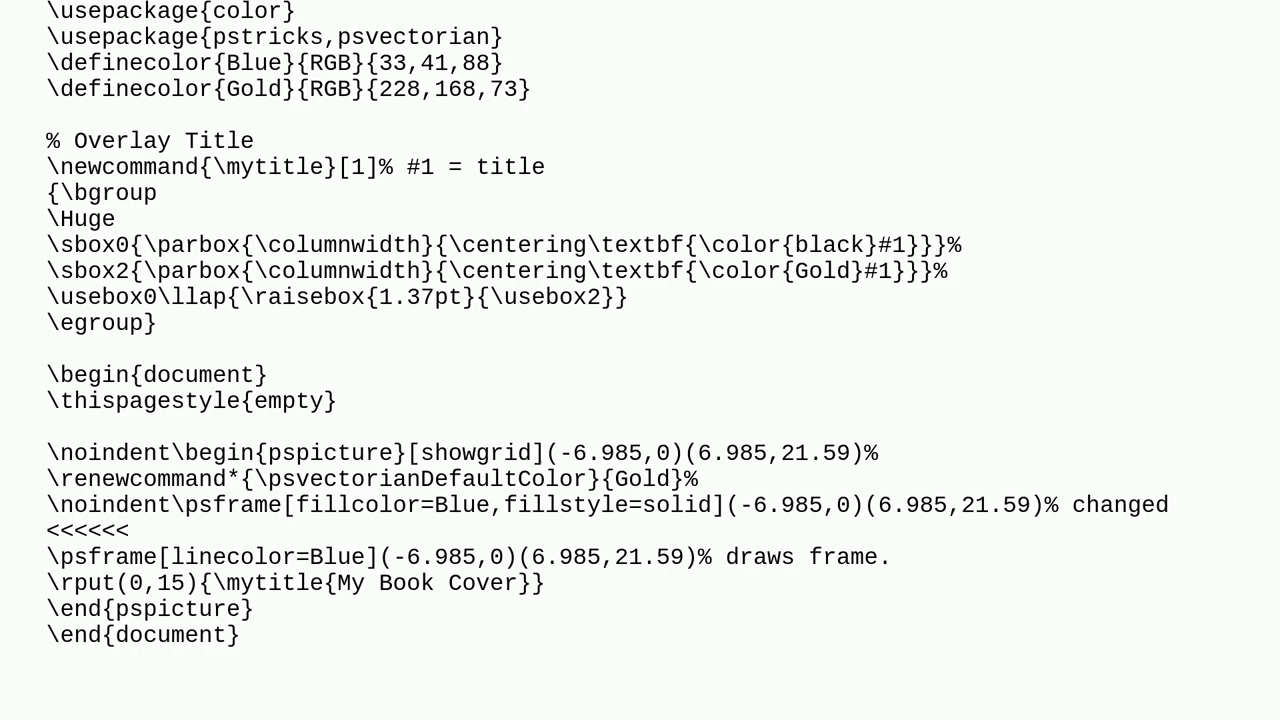 \usepackage{color}
\usepackage{pstricks,psvectorian}
\definecolor{Blue}{RGB}{33,41,88}
\definecolor{Gold}{RGB}{228,168,73}
% Overlay Title
\newcommand{\mytitle}[1]% #1 = title
{\bgroup
\Huge
\sbox0{\parbox{\columnwidth}{\centering\textbf{\color{black}#1}}}%
\sbox2{\parbox{\columnwidth}{\centering\textbf{\color{Gold}#1}}}%
\usebox0\llap{\raisebox{1.37pt}{\usebox2}}
\egroup}
\begin{document}
\thispagestyle{empty}
\noindent\begin{pspicture}[showgrid](-6.985,0)(6.985,21.59)%
\renewcommand*{\psvectorianDefaultColor}{Gold}%
\noindent\psframe[fillcolor=Blue,fillstyle=solid](-6.985,0)(6.985,21.59)% changed
<<<<<<
\psframe[linecolor=Blue](-6.985,0)(6.985,21.59)% draws frame.
\rput(0,15){\mytitle{My Book Cover}}
\end{pspicture}
\end{document}